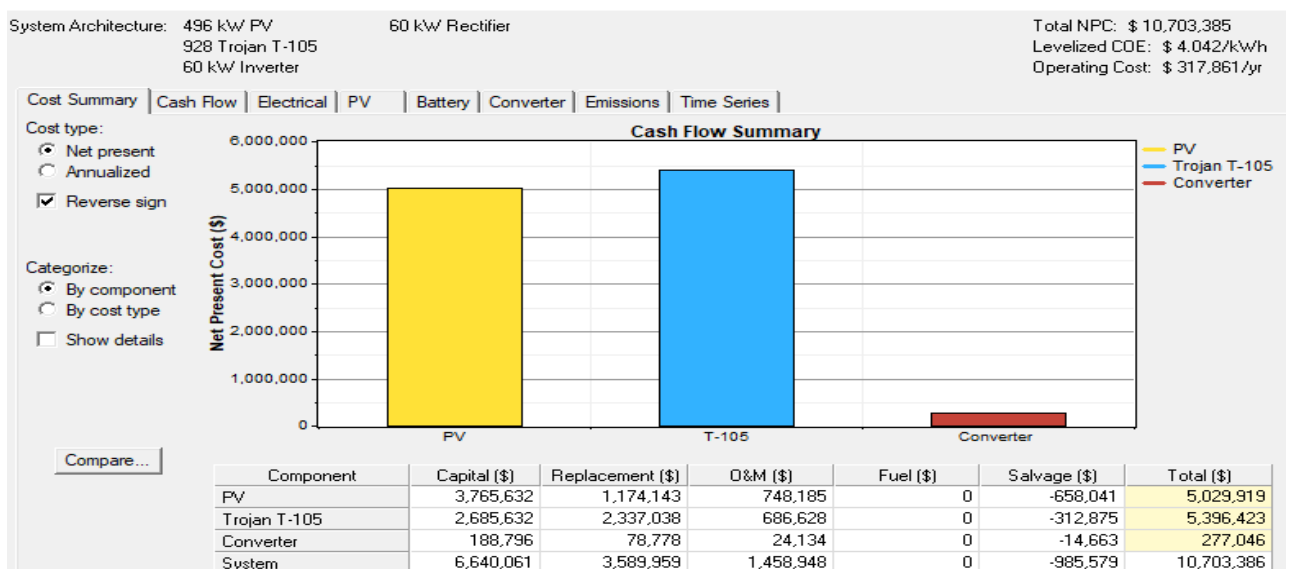 System Architecture: 496 kW PV 60 kW Rectifier Total NPC: $ 10,703,385
928 Trojan T-105 Levelized COE: $ 4.042/kWh
60 kW Inverter Operating Cost: $ 317,861/yr
Cost Summary Cash Flow Electrical PV Battery Converter Emissions Time Series
Cost type:
Net present
Annualized
Reverse sign
Categorize:
By component
By cost type
Show details
Compare...
Cash Flow Summary
Net Present Cost ($)
6,000,000
5,000,000
4,000,000
3,000,000
2,000,000
1,000,000
0
PV T-105 Converter
PV
Trojan T-105
Converter
Component Capital ($) Replacement ($) O&M ($) Fuel ($) Salvage ($) Total ($)
PV 3,765,632 1,174,143 748,185 0 -658,041 5,029,919
Trojan T-105 2,685,632 2,337,038 686,628 0 -312,875 5,396,423
Converter 188,796 78,778 24,134 0 -14,663 277,046
System 6,640,061 3,589,959 1,458,948 0 -985,579 10,703,386